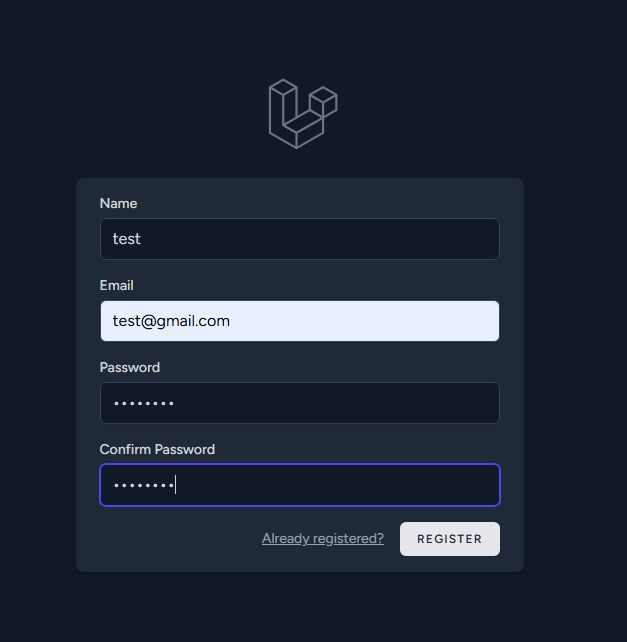 Name
test
Email
test@gmail.com
Password
••••••••
Confirm Password
••••••••
Already registered? REGISTER